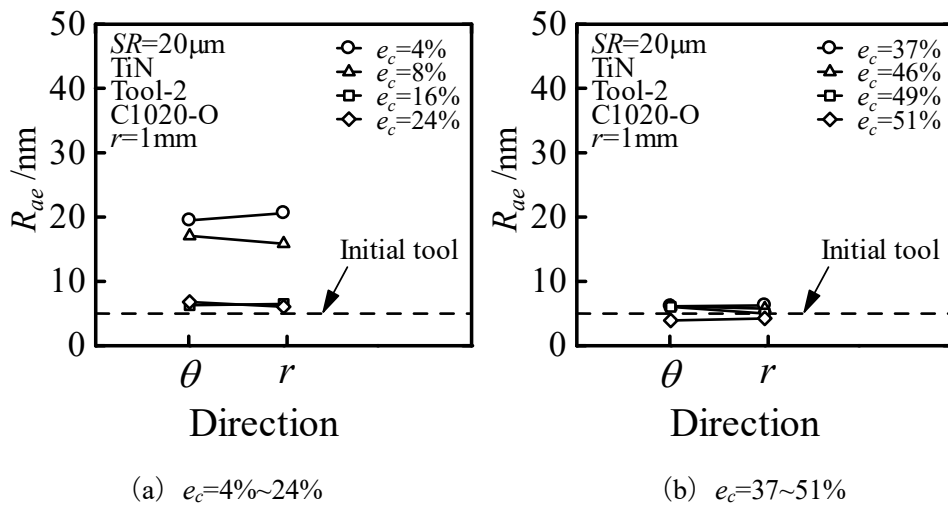 50
40
30
20
10
0
R_ae /nm
SR=20μm
TiN
Tool-2
C1020-O
r=1mm
e_c=4%
e_c=8%
e_c=16%
e_c=24%
Initial tool
θ r
Direction
(a) e_c=4%~24%
50
40
30
20
10
0
R_ae /nm
SR=20μm
TiN
Tool-2
C1020-O
r=1mm
e_c=37%
e_c=46%
e_c=49%
e_c=51%
Initial tool
θ r
Direction
(b) e_c=37~51%